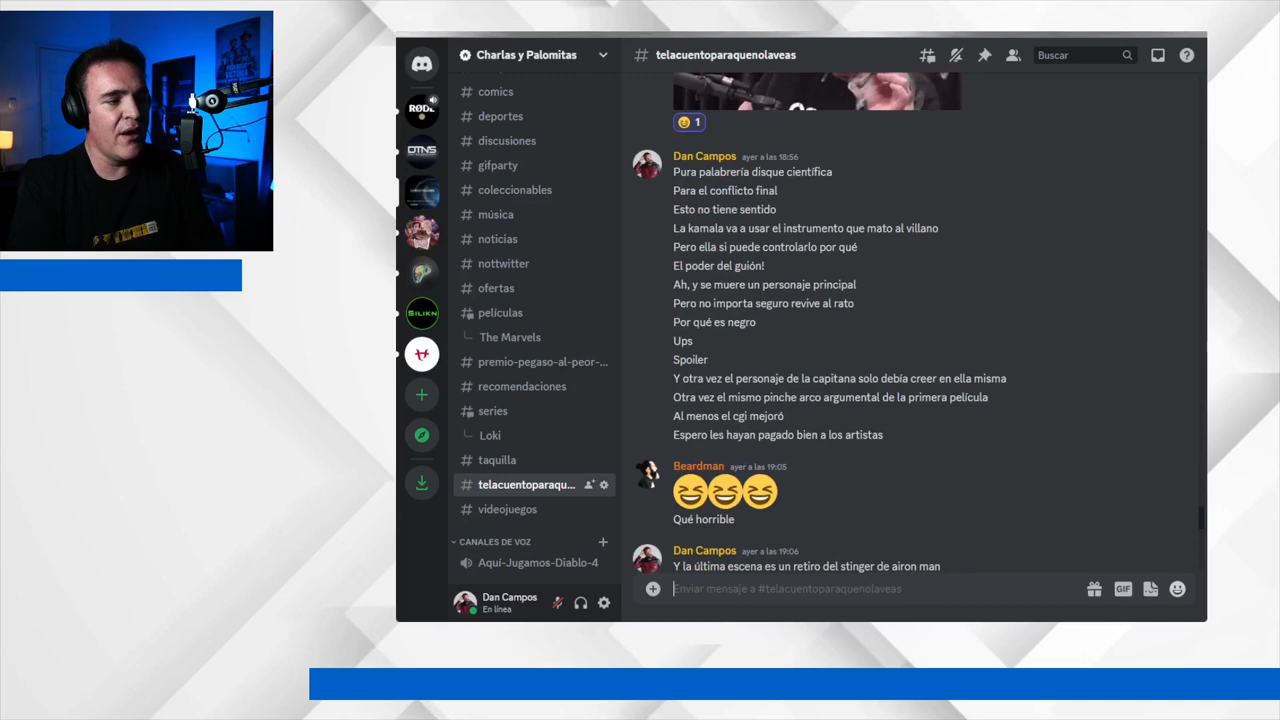 Charlas y Palomitas
# telacuentoparaquenolaveas
Buscar
RØDE
DTNS
SILIKN
# comics
# deportes
# discusiones
# gifparty
# coleccionables
# música
# noticias
# nottwitter
# ofertas
# películas
The Marvels
# premio-pegaso-al-peor-...
# recomendaciones
# series
Loki
# taquilla
# telacuentoparaqu...
# videojuegos
CANALES DE VOZ
Aquí-Jugamos-Diablo-4
Dan Campos
En línea
1
Dan Campos ayer a las 18:56
Pura palabrería disque científica
Para el conflicto final
Esto no tiene sentido
La kamala va a usar el instrumento que mato al villano
Pero ella si puede controlarlo por qué
El poder del guión!
Ah, y se muere un personaje principal
Pero no importa seguro revive al rato
Por qué es negro
Ups
Spoiler
Y otra vez el personaje de la capitana solo debía creer en ella misma
Otra vez el mismo pinche arco argumental de la primera película
Al menos el cgi mejoró
Espero les hayan pagado bien a los artistas
Beardman ayer a las 19:05
Qué horrible
Dan Campos ayer a las 19:06
Y la última escena es un retiro del stinger de airon man
Enviar mensaje a #telacuentoparaquenolaveas
GIF